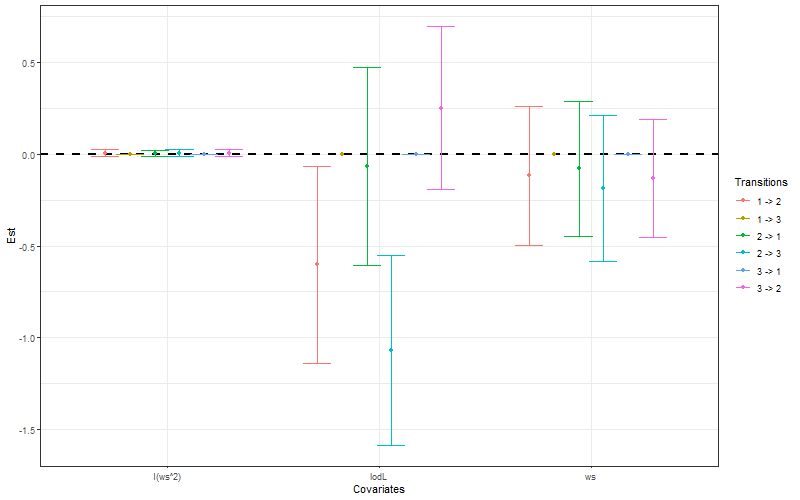 0.5
0.0
-0.5
-1.0
-1.5
Est
I(ws^2)
lodL
ws
Covariates
Transitions
1 -> 2
1 -> 3
2 -> 1
2 -> 3
3 -> 1
3 -> 2